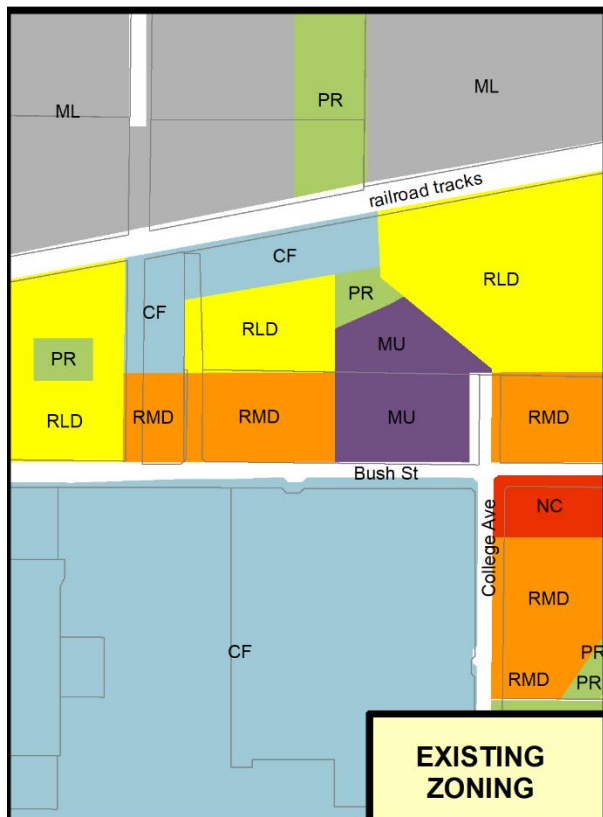 PR
ML
ML
railroad tracks
CF
RLD
PR
CF
RLD
MU
PR
RLD
RMD
RMD
MU
RMD
Bush St
NC
College Ave
RMD
CF
PR
RMD
PR
EXISTING
ZONING